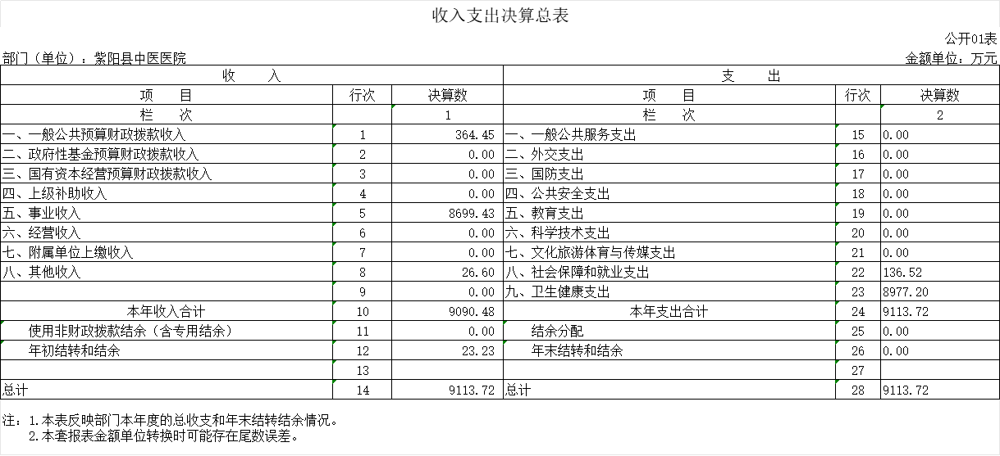 收入支出决算总表
公开01表
部门（单位）：紫阳县中医医院 金额单位：万元
收 入 支 出
项 目 行次 决算数 项 目 行次 决算数
栏 次 1 栏 次 2
一、一般公共预算财政拨款收入 1 364.45 一、一般公共服务支出 15 0.00
二、政府性基金预算财政拨款收入 2 0.00 二、外交支出 16 0.00
三、国有资本经营预算财政拨款收入 3 0.00 三、国防支出 17 0.00
四、上级补助收入 4 0.00 四、公共安全支出 18 0.00
五、事业收入 5 8699.43 五、教育支出 19 0.00
六、经营收入 6 0.00 六、科学技术支出 20 0.00
七、附属单位上缴收入 7 0.00 七、文化旅游体育与传媒支出 21 0.00
八、其他收入 8 26.60 八、社会保障和就业支出 22 136.52
9 0.00 九、卫生健康支出 23 8977.20
本年收入合计 10 9090.48 本年支出合计 24 9113.72
使用非财政拨款结余（含专用结余） 11 0.00 结余分配 25 0.00
年初结转和结余 12 23.23 年末结转和结余 26 0.00
13 27
总计 14 9113.72 总计 28 9113.72
注：1.本表反映部门本年度的总收支和年末结转结余情况。
2.本套报表金额单位转换时可能存在尾数误差。